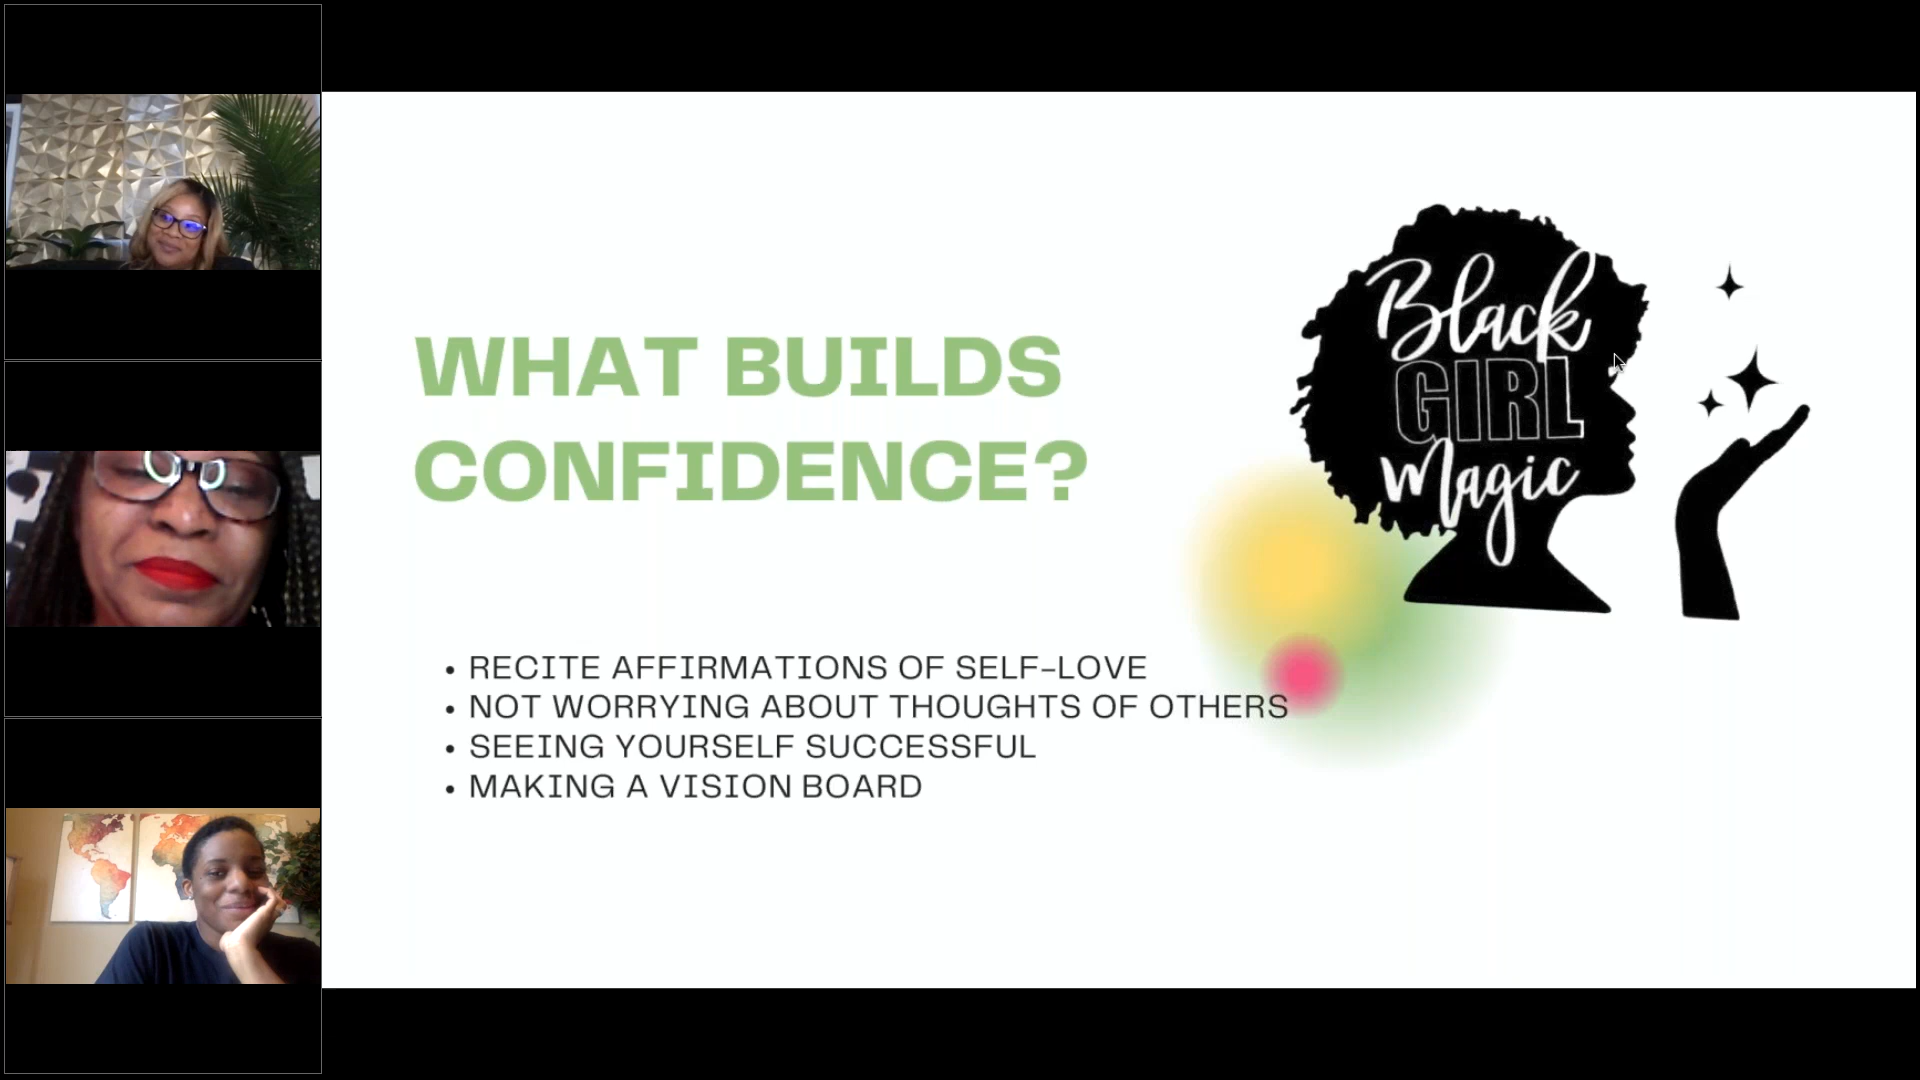 WHAT BUILDS
CONFIDENCE?
Black
GIRL
Magic
• RECITE AFFIRMATIONS OF SELF-LOVE
• NOT WORRYING ABOUT THOUGHTS OF OTHERS
• SEEING YOURSELF SUCCESSFUL
• MAKING A VISION BOARD